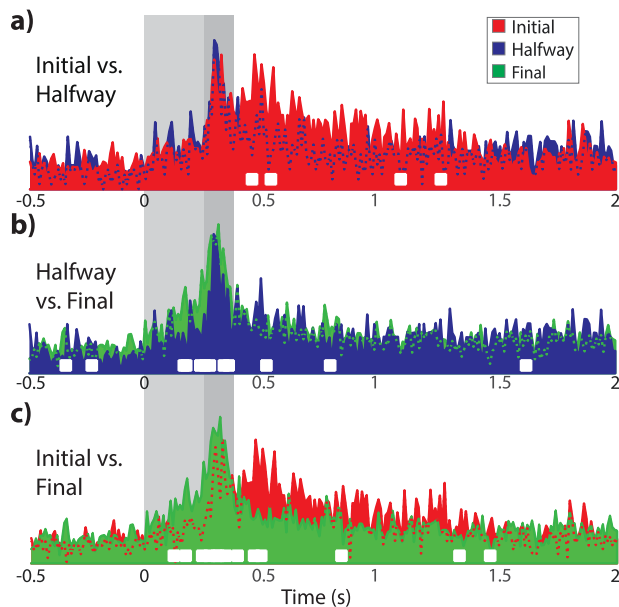 a)
Initial vs.
Halfway
Initial
Halfway
Final
-0.5 0 0.5 1 1.5 2
b)
Halfway
vs. Final
-0.5 0 0.5 1 1.5 2
c)
Initial vs.
Final
-0.5 0 0.5 1 1.5 2
Time (s)